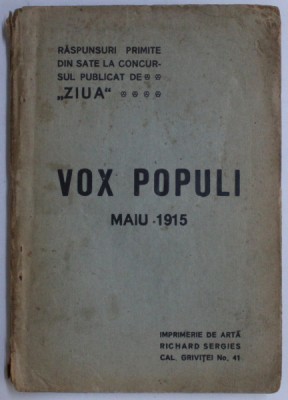 RĂSPUNSURI PRIMITE
DIN SATE LA CONCUR-
SUL PUBLICAT DE
„ZIUA"
VOX POPULI
MAIU ·1915
IMPRIMERIE DE ARTĂ
RICHARD SERGIES
CAL. GRIVIȚEI No. 41